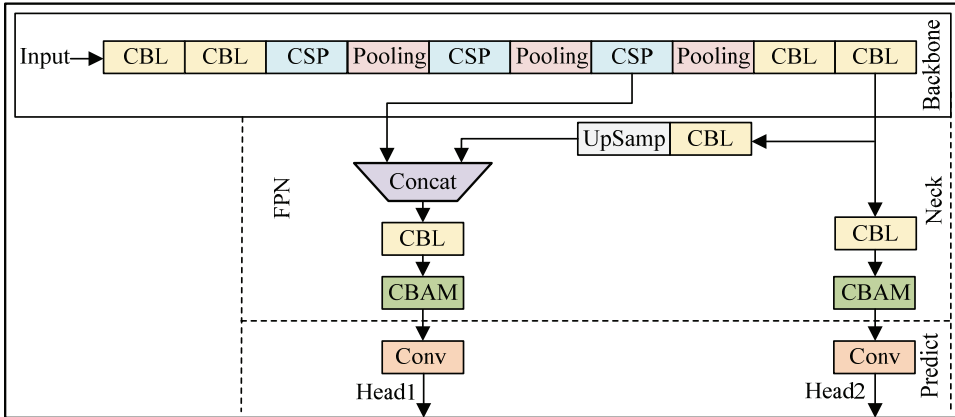 Input
CBL CBL CSP Pooling CSP Pooling CSP Pooling CBL CBL
Backbone
UpSamp CBL
Concat
FPN
Neck
CBL
CBL
CBAM
CBAM
Conv
Conv
Predict
Head1
Head2